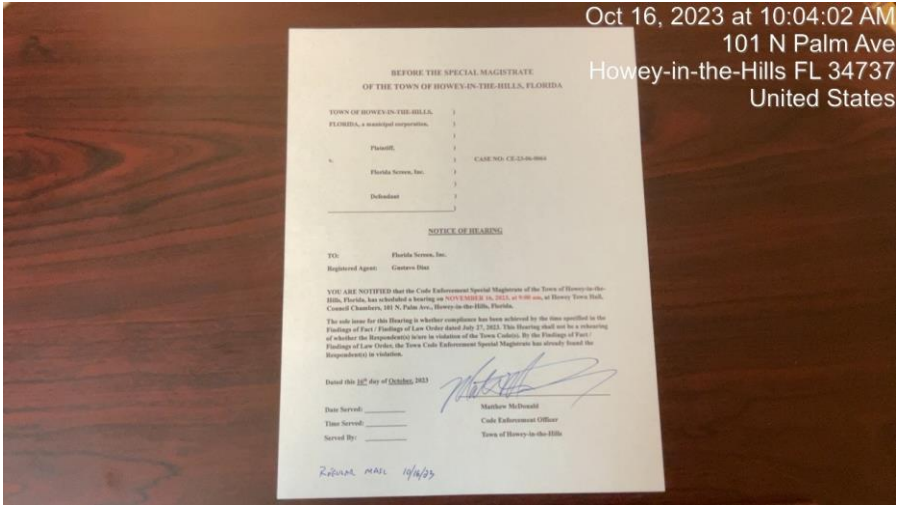 Oct 16, 2023 at 10:04:02 AM
101 N Palm Ave
Howey-in-the-Hills FL 34737
United States
BEFORE THE SPECIAL MAGISTRATE
OF THE TOWN OF HOWEY-IN-THE-HILLS, FLORIDA
TOWN OF HOWEY-IN-THE-HILLS, )
FLORIDA, a municipal corporation, )
)
Plaintiff, )
v. ) CASE NO: CE-23-06-0004
Florida Screen, Inc. )
)
Defendant )
)
NOTICE OF HEARING
TO: Florida Screen, Inc.
Registered Agent: Gustavo Diaz
YOU ARE NOTIFIED that the Code Enforcement Special Magistrate of the Town of Howey-in-the-
Hills, Florida, has scheduled a hearing on NOVEMBER 16, 2023, at 9:00 am, at Howey Town Hall,
Council Chambers, 101 N. Palm Ave., Howey-in-the-Hills, Florida.
The sole issue for this Hearing is whether compliance has been achieved by the time specified in the
Findings of Fact / Findings of Law Order dated July 27, 2023. This Hearing shall not be a rehearing
of whether the Respondent(s) is/are in violation of the Town Code(s). By the Findings of Fact /
Findings of Law Order, the Town Code Enforcement Special Magistrate has already found the
Respondent(s) in violation.
Dated this 16th day of October, 2023
Date Served:
Matthew McDonald
Time Served:
Code Enforcement Officer
Served By:
Town of Howey-in-the-Hills
REGULAR MAIL 10/16/23